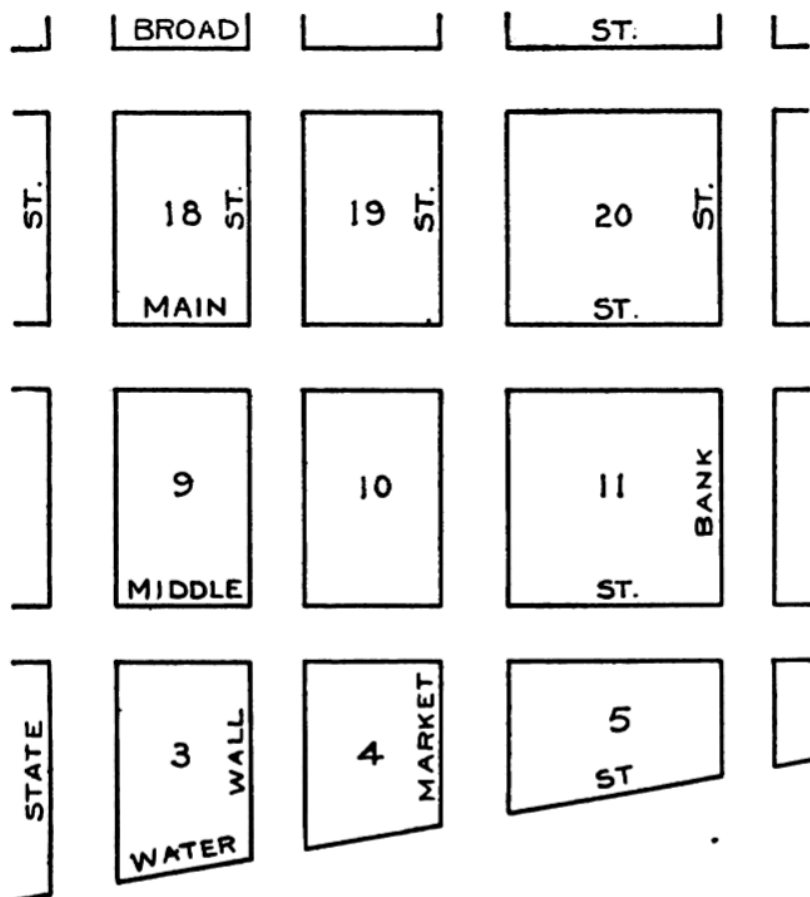 BROAD ST.
ST. 18 ST. 19 ST. 20 ST.
MAIN ST.
9 10 11 BANK
MIDDLE ST.
STATE 3 WALL 4 MARKET 5
WATER ST